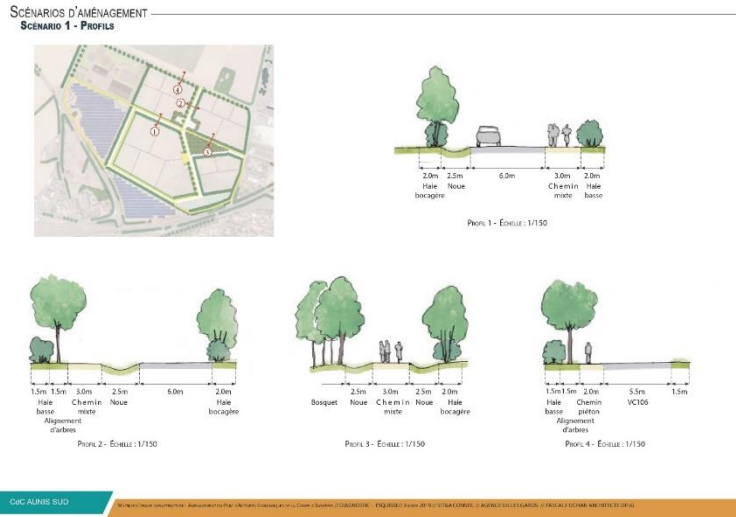 SCÉNARIOS D'AMÉNAGEMENT
SCÉNARIO 1 - PROFILS
4
2
1
3
2.0m 2.5m 6.0m 3.0m 2.0m
Haie Noue Chemin Haie
bocagère mixte basse
PROFIL 1 - ÉCHELLE : 1/150
1.5m 1.5m 3.0m 2.5m 6.0m 2.0m
Haie Chemin Noue Haie
basse mixte bocagère
Alignement
d'arbres
PROFIL 2 - ÉCHELLE : 1/150
2.5m 3.0m 2.5m 2.0m
Bosquet Noue Chemin Noue Haie
mixte bocagère
PROFIL 3 - ÉCHELLE : 1/150
1.5m 1.5m 2.0m 5.5m 1.5m
Haie Chemin VC106
basse piéton
Alignement
d'arbres
PROFIL 4 - ÉCHELLE : 1/150
CdC AUNIS SUD